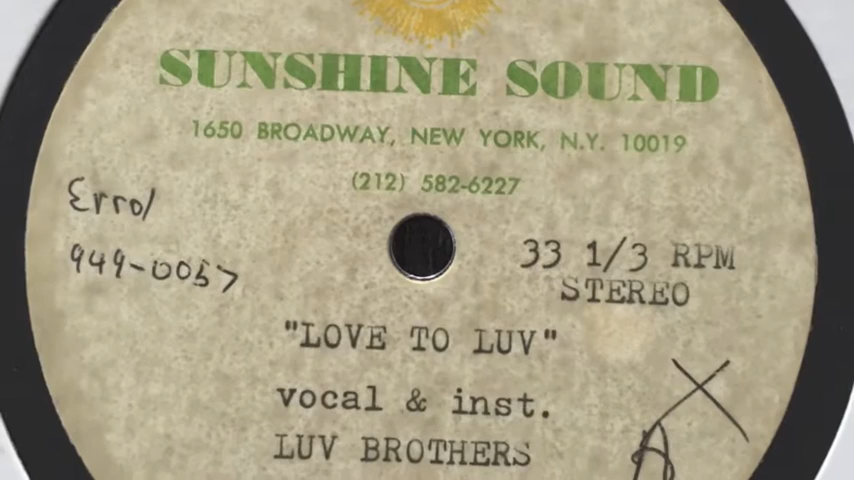 SUNSHINE SOUND
1650 BROADWAY, NEW YORK, N.Y. 10019
(212) 582-6227
Errol
949-0057
33 1/3 RPM
STEREO
"LOVE TO LUV"
vocal & inst.
LUV BROTHERS
X
A